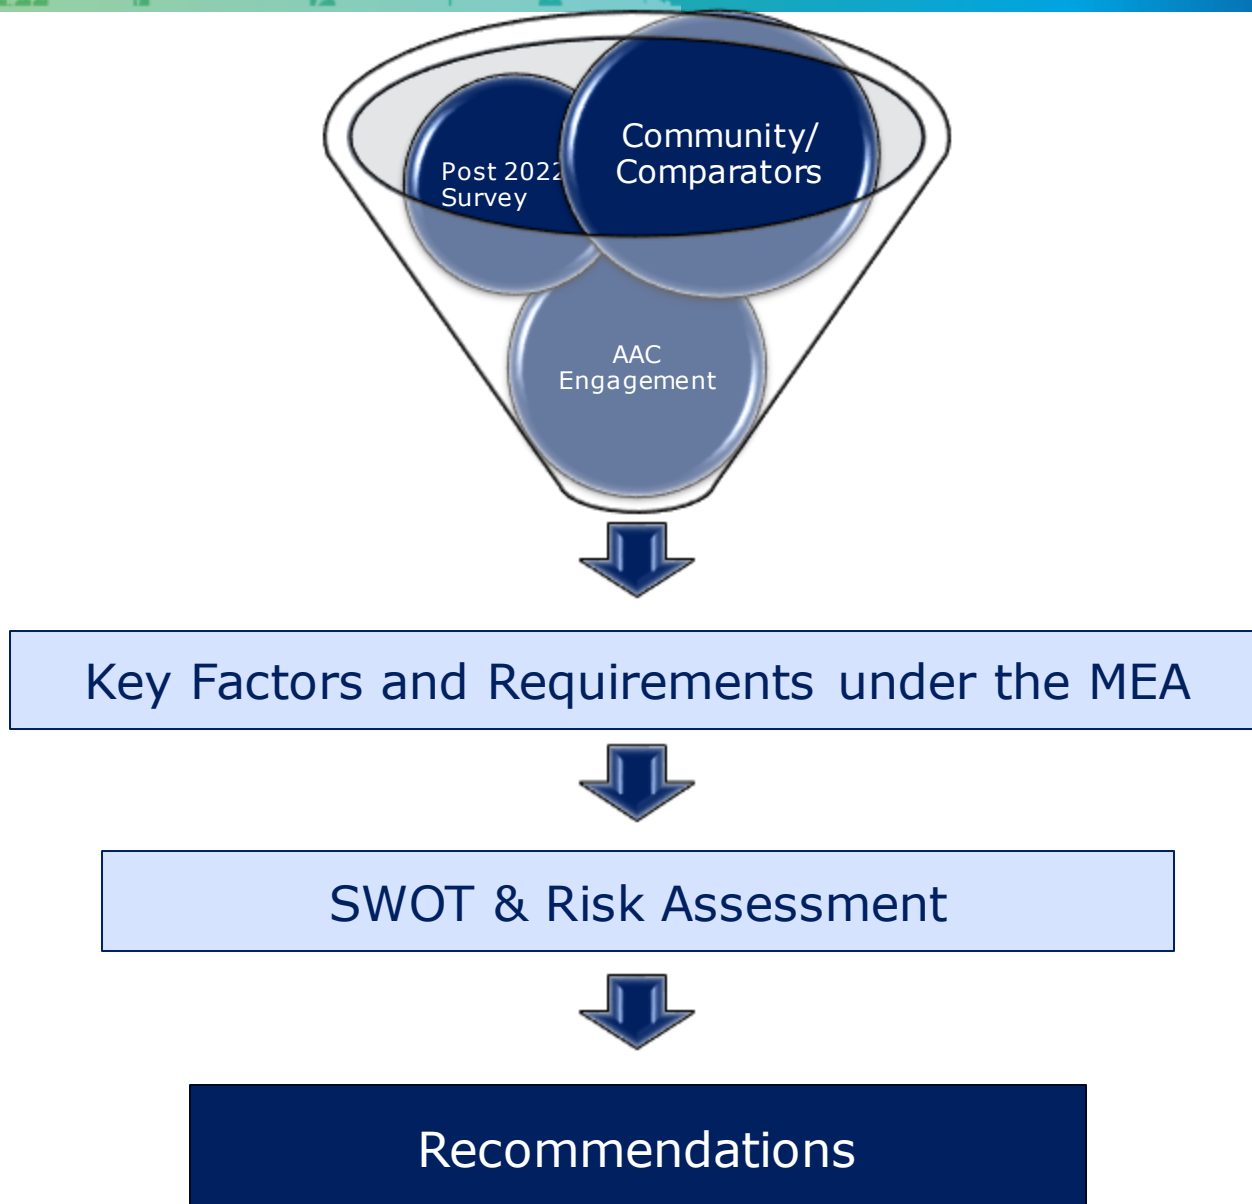 Community/
Comparators
Post 2022
Survey
AAC
Engagement
Key Factors and Requirements under the MEA
SWOT & Risk Assessment
Recommendations